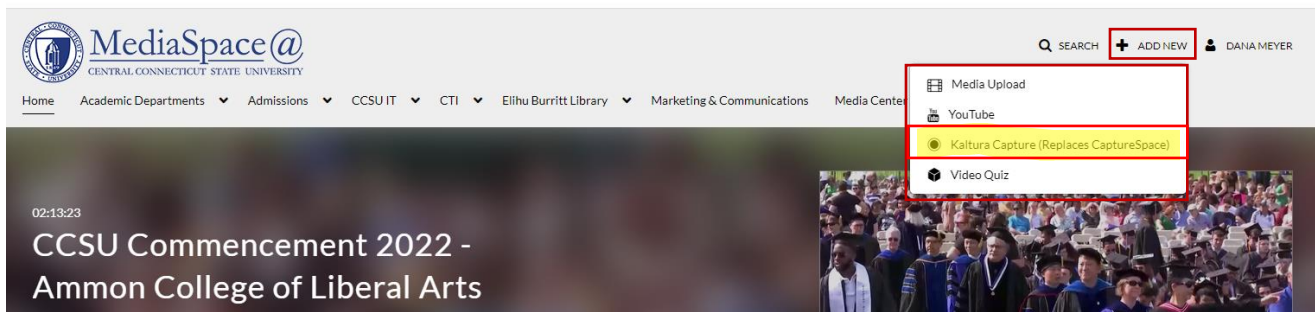 MediaSpace@
CENTRAL CONNECTICUT STATE UNIVERSITY
SEARCH
ADD NEW
DANA MEYER
Home
Academic Departments
Admissions
CCSU IT
CTI
Elihu Burritt Library
Marketing & Communications
Media Center
Media Upload
YouTube
Kaltura Capture (Replaces CaptureSpace)
Video Quiz
02:13:23
CCSU Commencement 2022 -
Ammon College of Liberal Arts